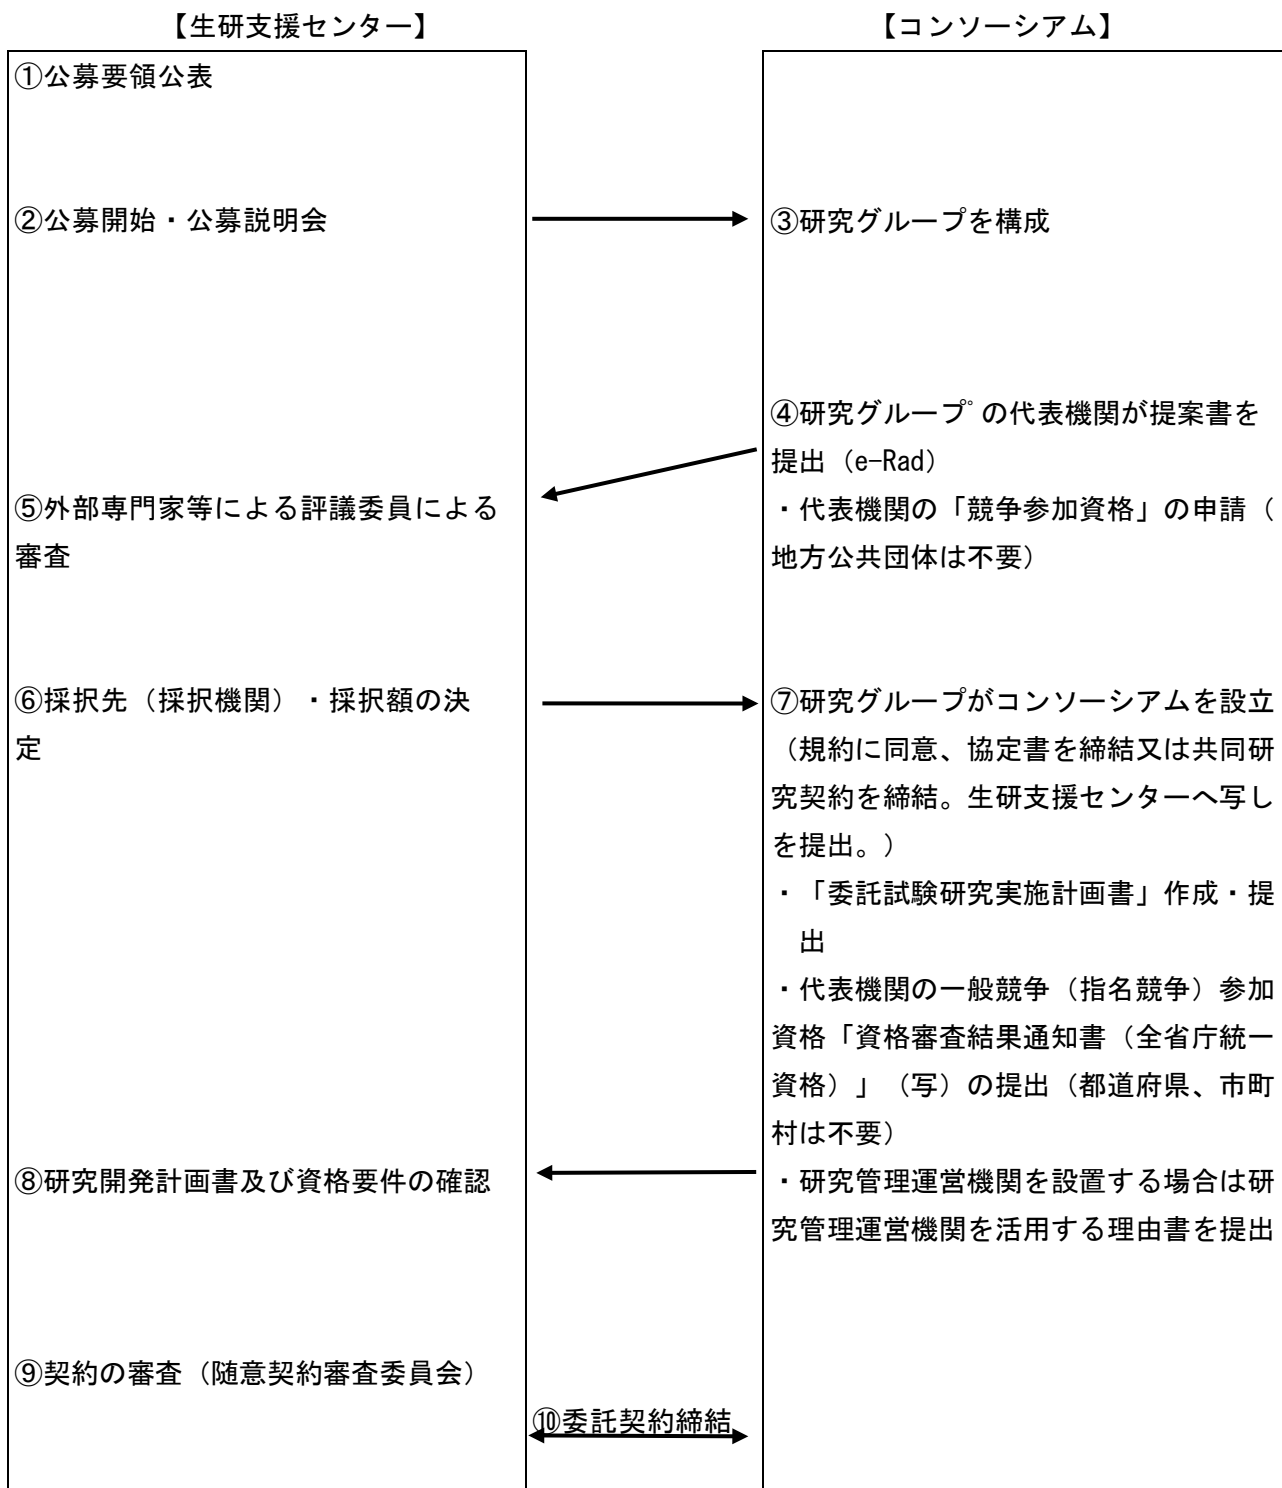 【生研支援センター】
【コンソーシアム】
①公募要領公表
②公募開始・公募説明会
③研究グループを構成
④研究グループ゜の代表機関が提案書を
提出（e-Rad）
・代表機関の「競争参加資格」の申請（
地方公共団体は不要）
⑤外部専門家等による評議委員による
審査
⑥採択先（採択機関）・採択額の決
定
⑦研究グループがコンソーシアムを設立
（規約に同意、協定書を締結又は共同研
究契約を締結。生研支援センターへ写し
を提出。）
・「委託試験研究実施計画書」作成・提
出
・代表機関の一般競争（指名競争）参加
資格「資格審査結果通知書（全省庁統一
資格）」（写）の提出（都道府県、市町
村は不要）
・研究管理運営機関を設置する場合は研
究管理運営機関を活用する理由書を提出
⑧研究開発計画書及び資格要件の確認
⑨契約の審査（随意契約審査委員会）
⑩委託契約締結